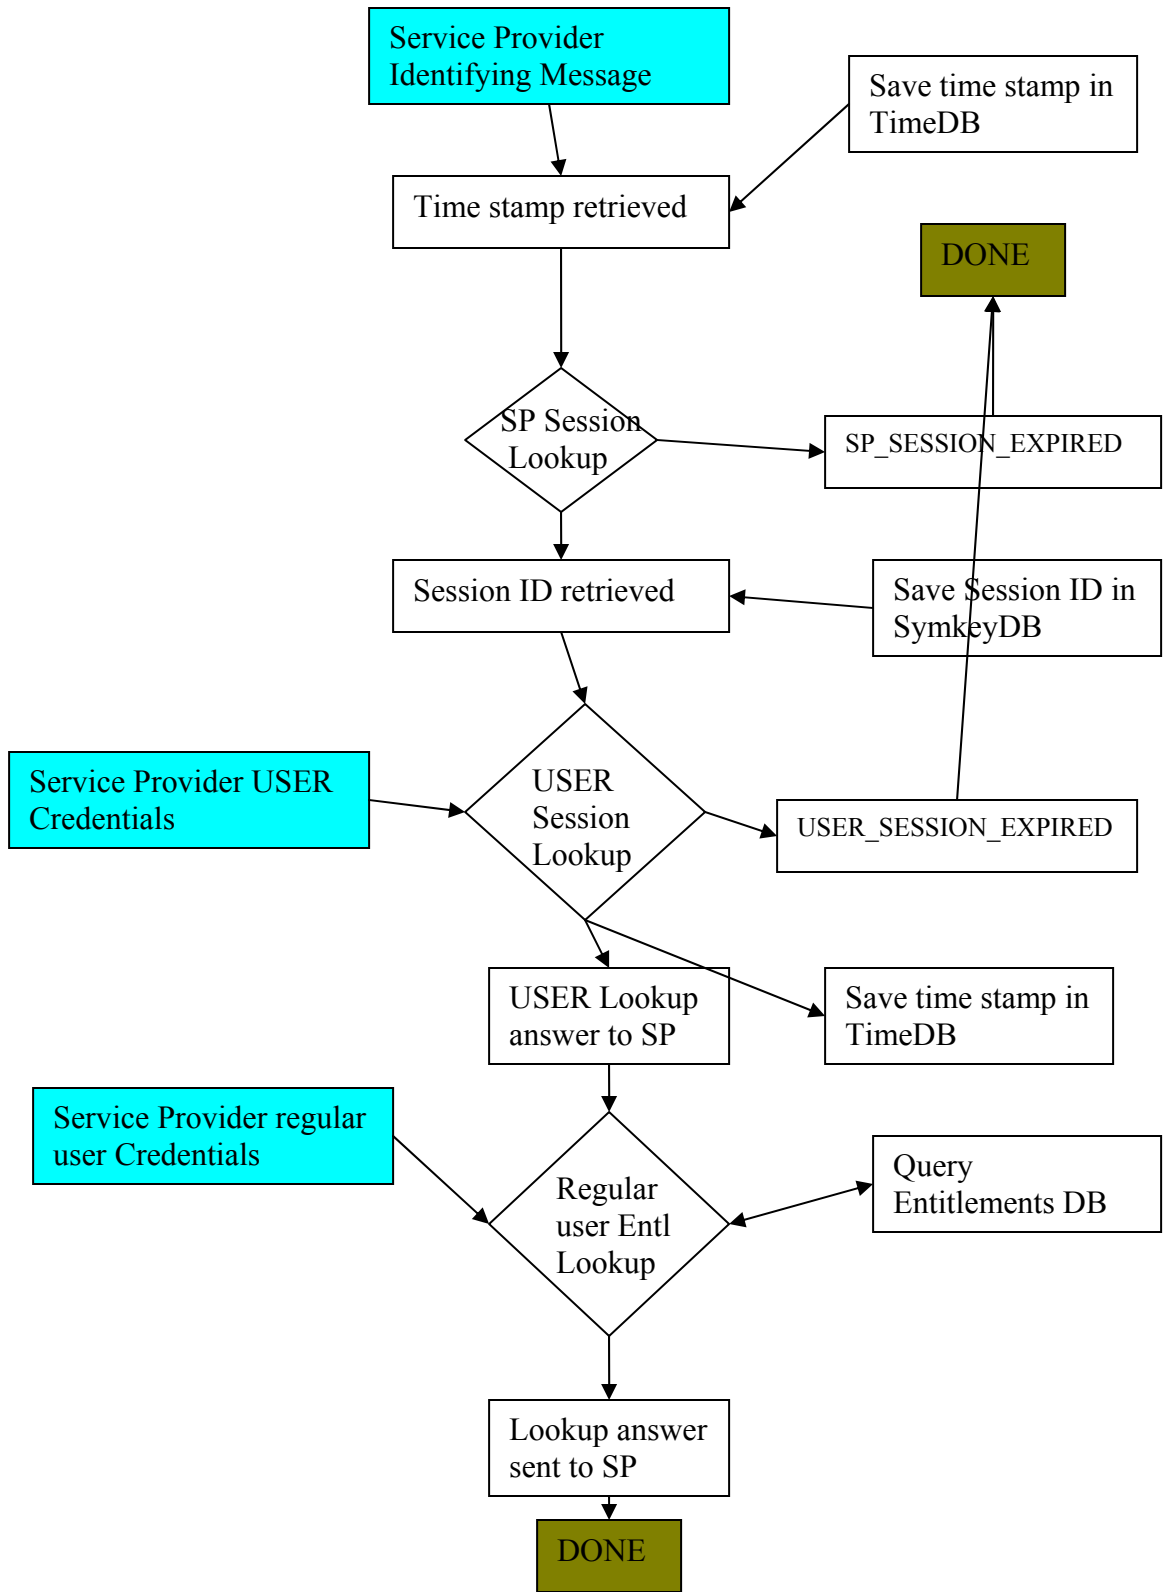 Service Provider
Identifying Message
Save time stamp in
TimeDB
Time stamp retrieved
DONE
SP Session
Lookup
SP_SESSION_EXPIRED
Session ID retrieved
Save Session ID in
SymkeyDB
Service Provider USER
Credentials
USER
Session
Lookup
USER_SESSION_EXPIRED
USER Lookup
answer to SP
Save time stamp in
TimeDB
Service Provider regular
user Credentials
Regular
user Entl
Lookup
Query
Entitlements DB
Lookup answer
sent to SP
DONE